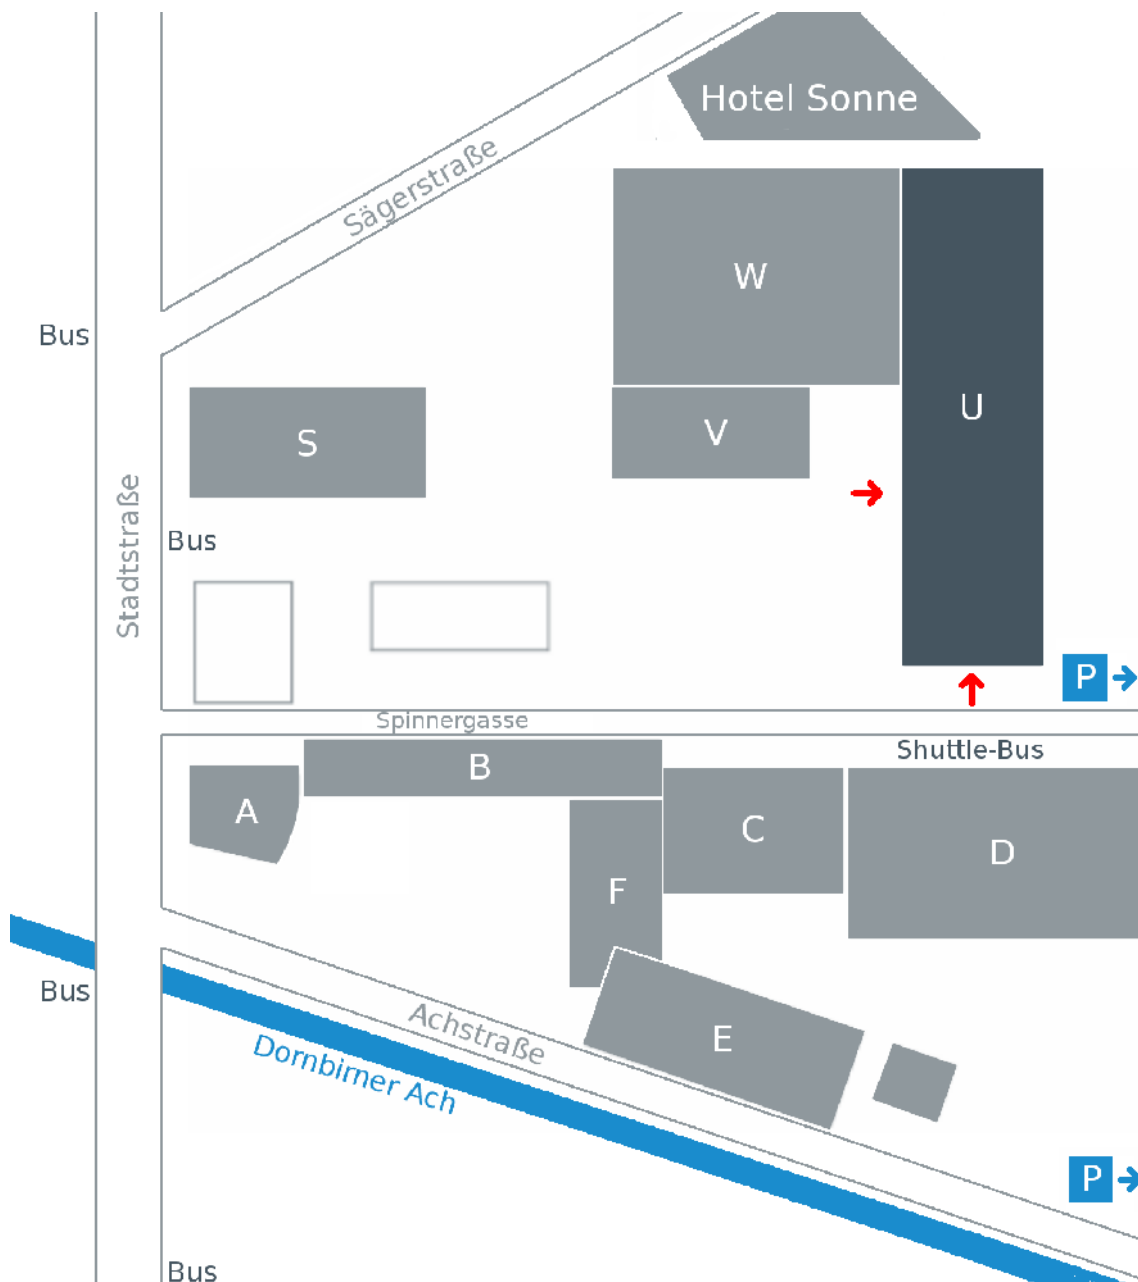 Hotel Sonne
Sägerstraße
W
Bus
U
S
V
Stadtstraße
Bus
P
Spinnergasse
Shuttle-Bus
B
A
C
D
F
Bus
Achstraße
E
Dornbirner Ach
P
Bus